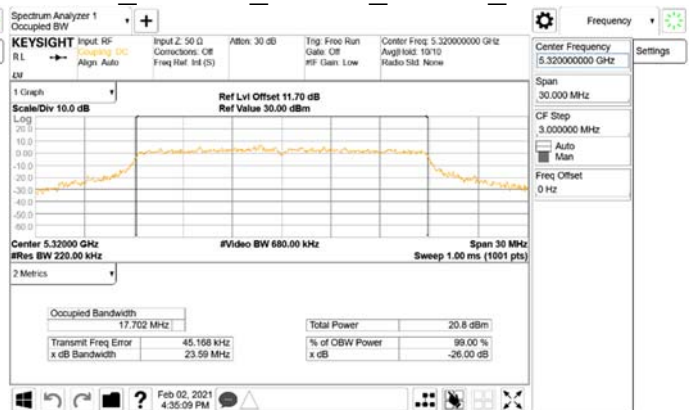 Spectrum Analyzer 1
Occupied BW
+
Frequency
KEYSIGHT Input: RF
R L
Coupling: DC
Align: Auto
Input Z: 50 Ω
Corrections: Off
Freq Ref: Int (S)
Atten: 30 dB
Trig: Free Run
Gate: Off
#IF Gain: Low
Center Freq: 5.320000000 GHz
Avg|Hold: 10/10
Radio Std: None
Center Frequency
5.320000000 GHz
Settings
Span
30.000 MHz
CF Step
3.000000 MHz
Auto
Man
Freq Offset
0 Hz
1 Graph
Scale/Div 10.0 dB
Ref Lvl Offset 11.70 dB
Ref Value 30.00 dBm
Log
20.0
10.0
0.00
-10.0
-20.0
-30.0
-40.0
-50.0
-60.0
Center 5.32000 GHz
#Res BW 220.00 kHz
#Video BW 680.00 kHz
Span 30 MHz
Sweep 1.00 ms (1001 pts)
2 Metrics
Occupied Bandwidth
17.702 MHz
Total Power 20.8 dBm
Transmit Freq Error 45.168 kHz
% of OBW Power 99.00 %
x dB Bandwidth 23.59 MHz
x dB -26.00 dB
?
Feb 02, 2021
4:35:09 PM